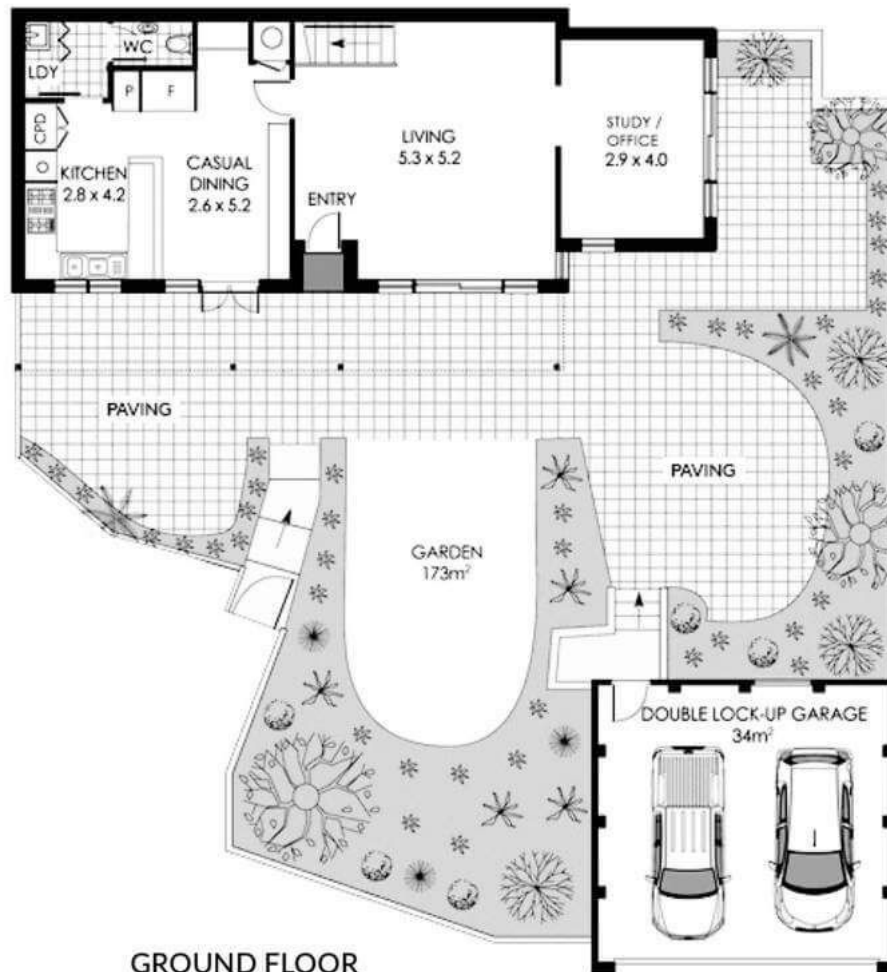 WC
LDY
P
F
CPD
KITCHEN
2.8 x 4.2
CASUAL
DINING
2.6 x 5.2
LIVING
5.3 x 5.2
ENTRY
STUDY /
OFFICE
2.9 x 4.0
PAVING
PAVING
GARDEN
173m²
DOUBLE LOCK-UP GARAGE
34m²
GROUND FLOOR